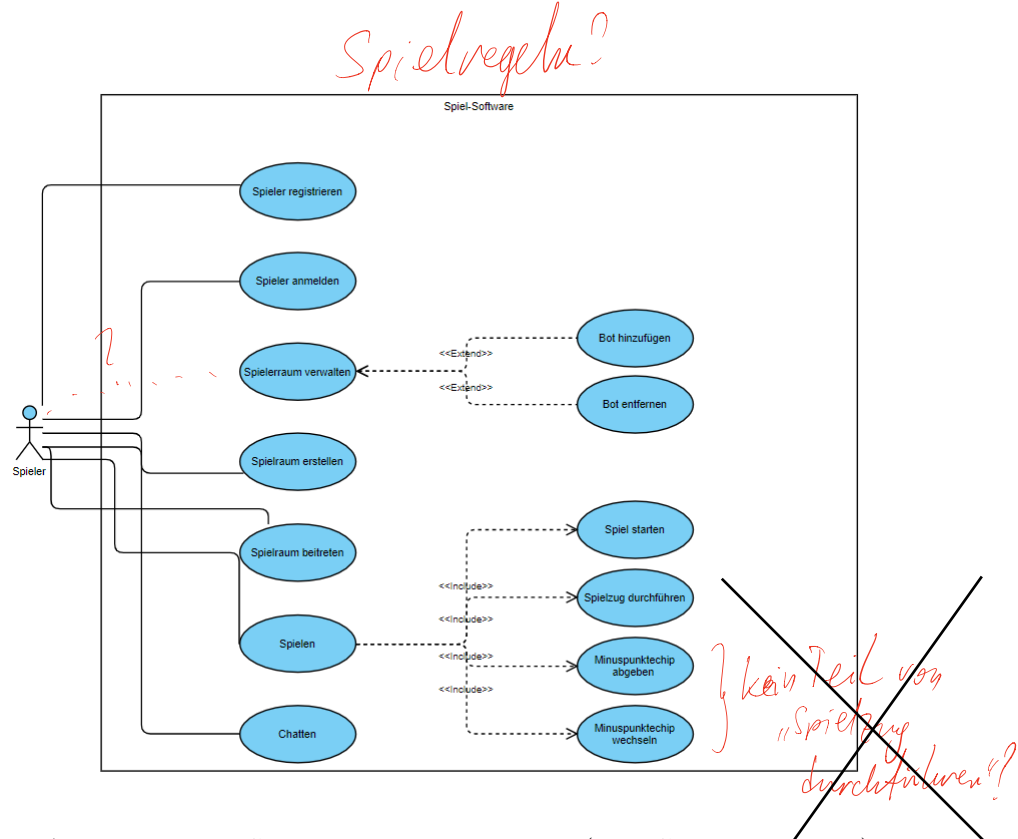 Spielregeln?
Spiel-Software
Spieler registrieren
Spieler anmelden
?
Bot hinzufügen
<<Extend>>
Spielerraum verwalten
<<Extend>>
Bot entfernen
Spieler
Spielraum erstellen
Spiel starten
Spielraum beitreten
<<Include>>
Spielzug durchführen
<<Include>>
Spielen
<<Include>>
Minuspunktechip
abgeben
<<Include>>
kein Teil von
„Spielzug
durchführen"?
Chatten
Minuspunktechip
wechseln